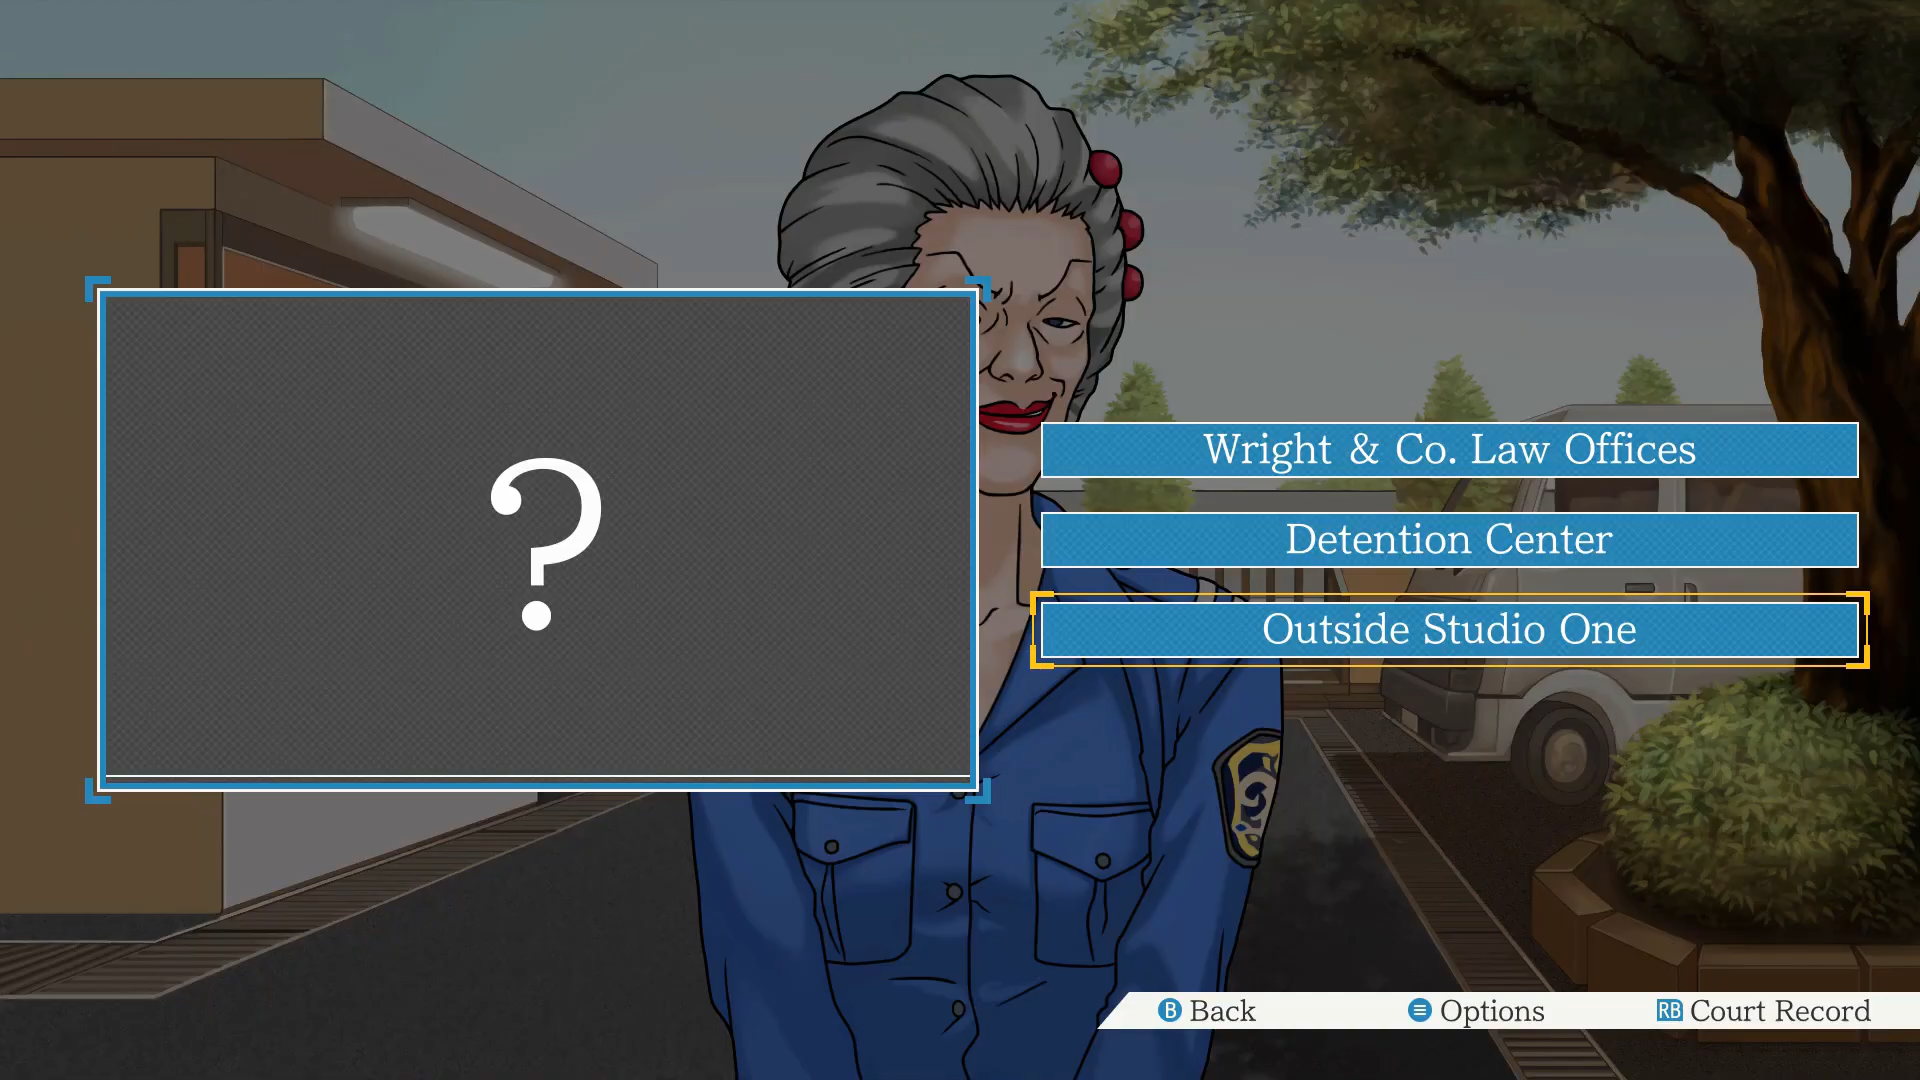 ?
Wright & Co. Law Offices
Detention Center
Outside Studio One
B Back
Options
RB Court Record